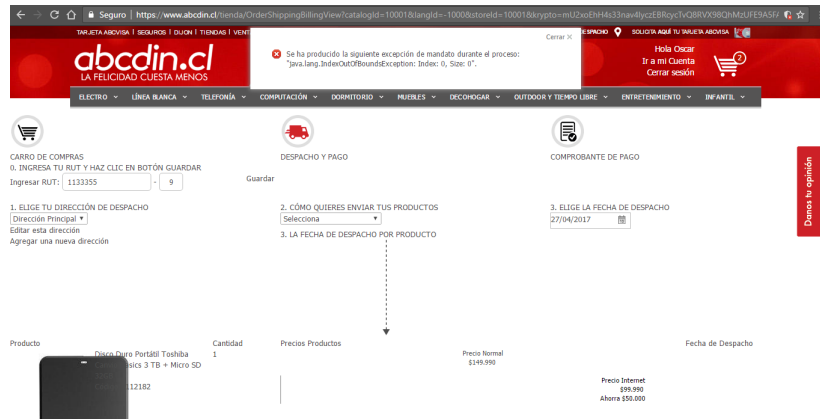 Seguro | https://www.abcdin.cl/tienda/OrderShippingBillingView?catalogId=10001&langId=-1000&storeId=10001&krypto=
TARJETA ABCVISA | SEGUROS | DIJON | TIENDAS | VENT
SOLICITA AQUÍ TU TARJETA ABCVISA
Cerrar ×
Se ha producido la siguiente excepción de mandato durante el proceso:
"java.lang.IndexOutOfBoundsException: Index: 0, Size: 0".
abcdin.cl
LA FELICIDAD CUESTA MENOS
Hola Oscar
Ir a mi Cuenta
Cerrar sesión
2
ELECTRO LÍNEA BLANCA TELEFONÍA COMPUTACIÓN DORMITORIO MUEBLES DECOHOGAR OUTDOOR Y TIEMPO LIBRE ENTRETENIMIENTO INFANTIL
CARRO DE COMPRAS
DESPACHO Y PAGO
COMPROBANTE DE PAGO
0. INGRESA TU RUT Y HAZ CLIC EN BOTÓN GUARDAR
Ingresar RUT: 1133355 - 9 Guardar
Danos tu opinión
1. ELIGE TU DIRECCIÓN DE DESPACHO
Dirección Principal
Editar esta dirección
Agregar una nueva dirección
2. CÓMO QUIERES ENVIAR TUS PRODUCTOS
Selecciona
3. LA FECHA DE DESPACHO POR PRODUCTO
3. ELIGE LA FECHA DE DESPACHO
27/04/2017
Producto Cantidad Precios Productos Fecha de Despacho
Disco Duro Portátil Toshiba 1
sics 3 TB + Micro SD
112182
Precio Normal
$149.990
Precio Internet
$99.990
Ahorra $50.000